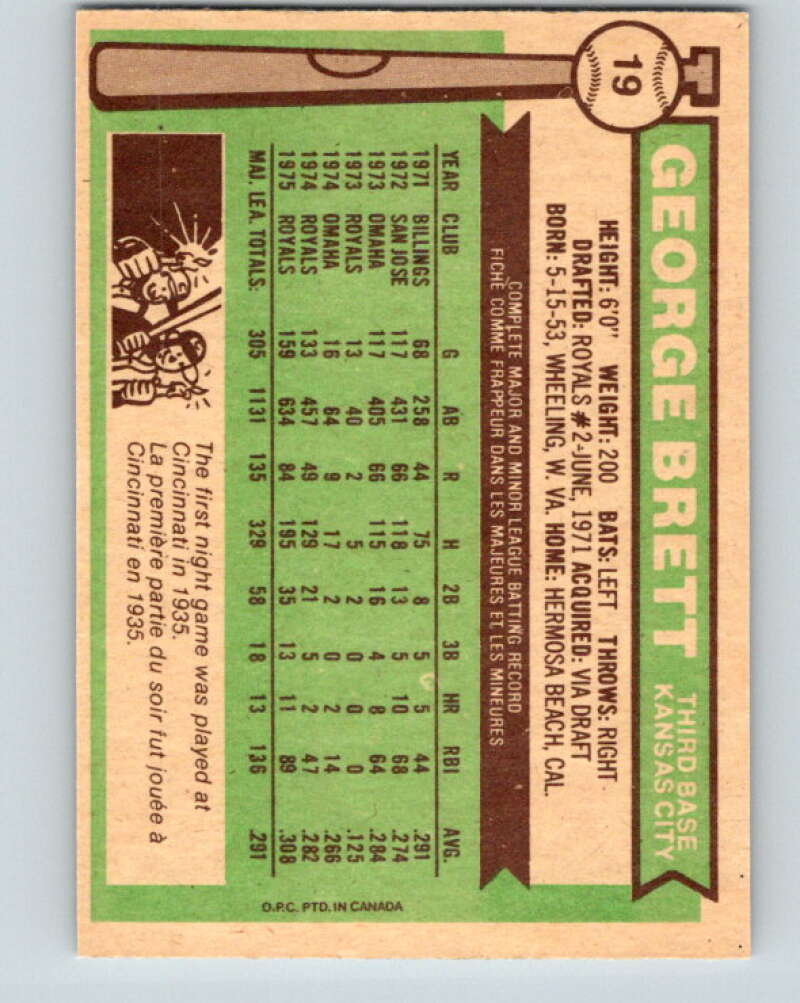 19
GEORGE BRETT
THIRD BASE
KANSAS CITY
HEIGHT: 6'0" WEIGHT: 200 BATS: LEFT THROWS: RIGHT
DRAFTED: ROYALS #2-JUNE, 1971 ACQUIRED: VIA DRAFT
BORN: 5-15-53, WHEELING, W. VA. HOME: HERMOSA BEACH, CAL.
COMPLETE MAJOR AND MINOR LEAGUE BATTING RECORD
FICHE COMME FRAPPEUR DANS LES MAJEURES ET LES MINEURES
YEAR CLUB G AB R H 2B 3B HR RBI AVG.
1971 BILLINGS 68 258 44 75 8 5 5 44 .291
1972 SAN JOSE 117 431 66 118 13 5 10 68 .274
1973 OMAHA 117 405 66 115 16 4 8 64 .284
1973 ROYALS 13 40 2 5 2 0 0 0 .125
1974 OMAHA 16 64 9 17 2 0 2 14 .266
1974 ROYALS 133 457 49 129 21 5 2 47 .282
1975 ROYALS 159 634 84 195 35 13 11 89 .308
MAJ. LEA. TOTALS: 305 1131 135 329 58 18 13 136 .291
The first night game was played at
Cincinnati in 1935.
La première partie du soir fut jouée à
Cincinnati en 1935.
O.P.C. PTD. IN CANADA